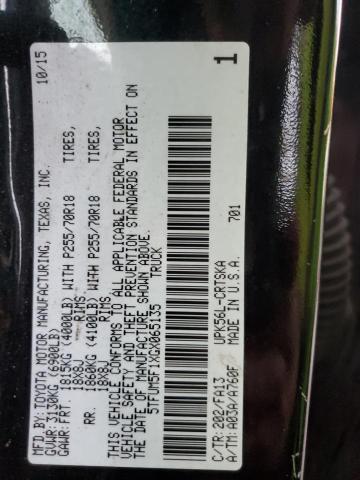 MFD.BY: TOYOTA MOTOR MANUFACTURING, TEXAS, INC. 10/15
GVWR: 3130KG (6900LB)
GAWR: FRT. 1815KG (4000LB) WITH P255/70R18 TIRES,
18X8J RIMS
RR. 1860KG (4100LB) WITH P255/70R18 TIRES,
18X8J RIMS
THIS VEHICLE CONFORMS TO ALL APPLICABLE FEDERAL MOTOR
VEHICLE SAFETY AND THEFT PREVENTION STANDARDS IN EFFECT ON
THE DATE OF MANUFACTURE SHOWN ABOVE.
5TFUM5F1XGX065135 TRUCK
1
UPK56L-CRTSKA 701
C/TR: 202/FA13
A/TM: A03A/A760F MADE IN U.S.A.